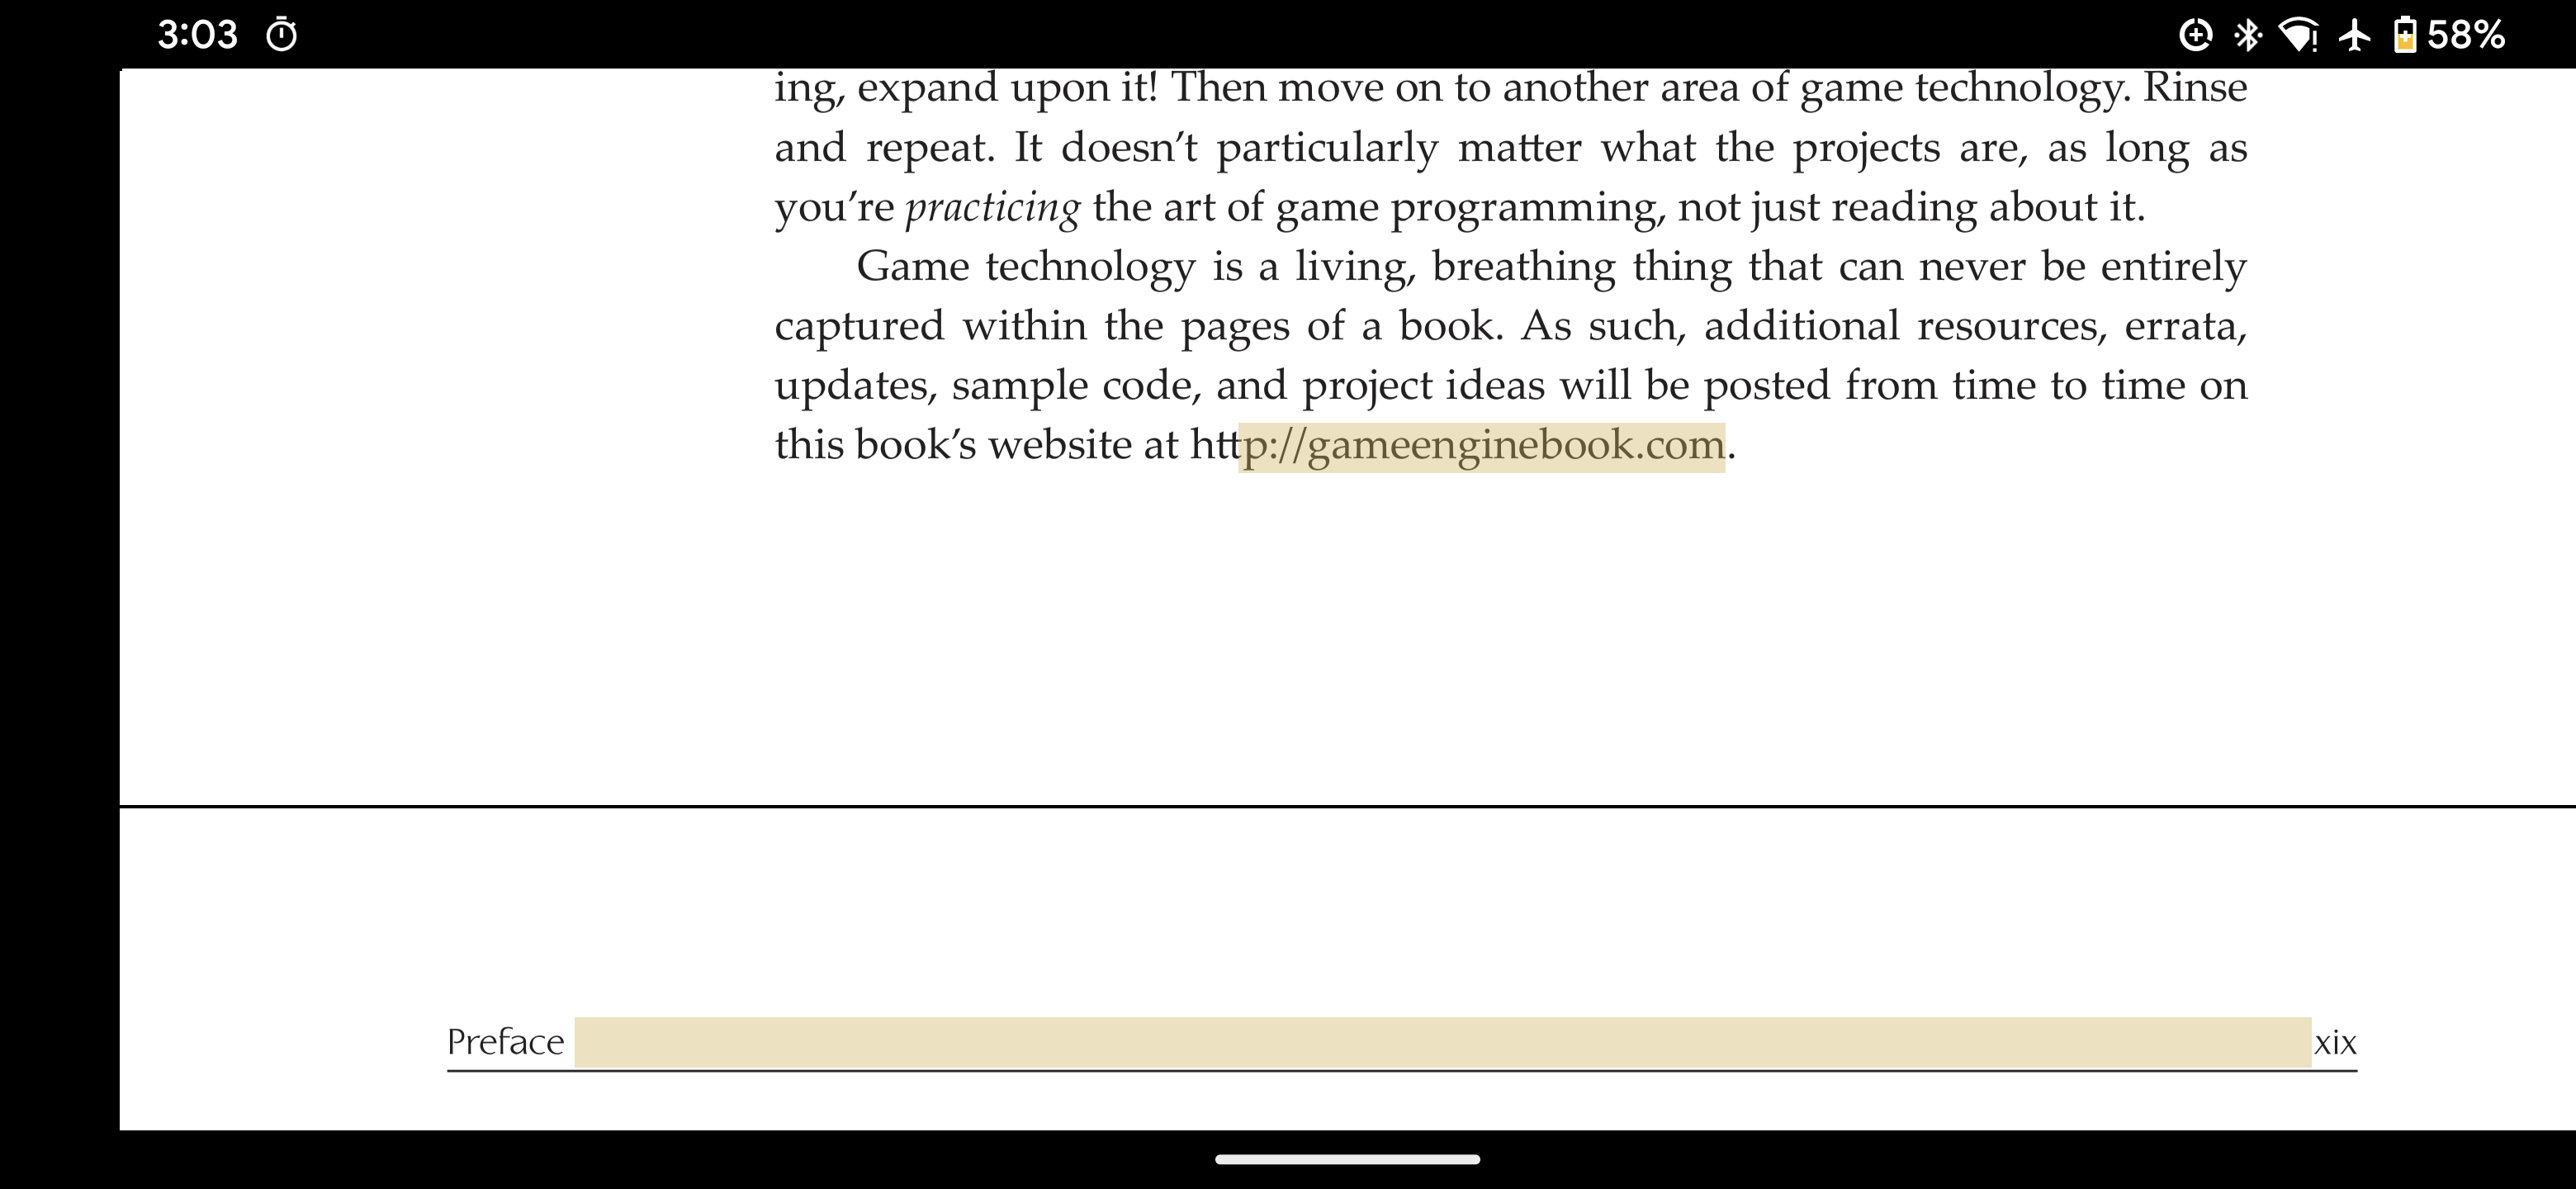 3:03
58%
ing, expand upon it! Then move on to another area of game technology. Rinse
and repeat. It doesn’t particularly matter what the projects are, as long as
you’re practicing the art of game programming, not just reading about it.
Game technology is a living, breathing thing that can never be entirely
captured within the pages of a book. As such, additional resources, errata,
updates, sample code, and project ideas will be posted from time to time on
this book’s website at http://gameenginebook.com.
Preface xix